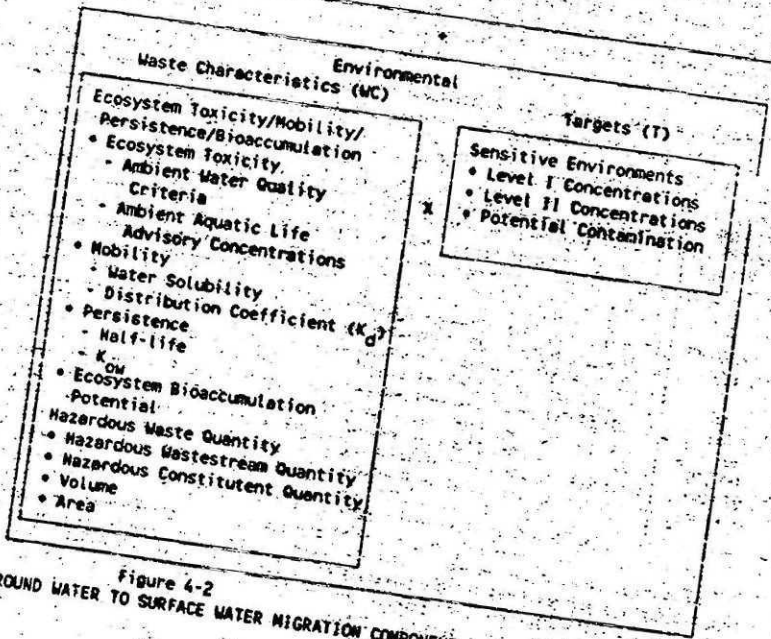 +
Environmental
Waste Characteristics (WC)
Ecosystem Toxicity/Mobility/
Persistence/Bioaccumulation
• Ecosystem Toxicity
- Ambient Water Quality
Criteria
- Ambient Aquatic Life
Advisory Concentrations
• Mobility
- Water Solubility
- Distribution Coefficient (Kd)
• Persistence
- Half-life
- Kow
• Ecosystem Bioaccumulation
Potential
Hazardous Waste Quantity
• Hazardous Wastestream Quantity
• Hazardous Constitutent Quantity
• Volume
• Area
X
Targets (T)
Sensitive Environments
• Level I Concentrations
• Level II Concentrations
• Potential Contamination
Figure 4-2
WATER TO SURFACE WATER MIGRATION